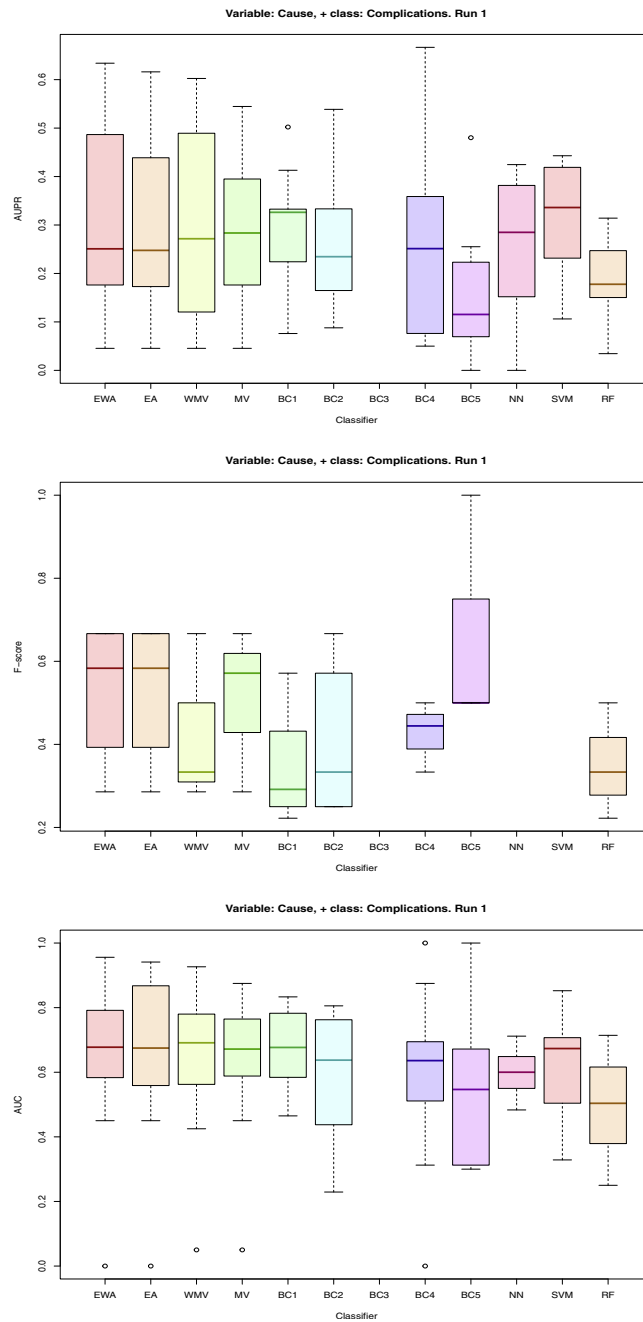 Variable: Cause, + class: Complications. Run 1
AUPR
0.6
0.5
0.4
0.3
0.2
0.1
0.0
EWA EA WMV MV BC1 BC2 BC3 BC4 BC5 NN SVM RF
Classifier
Variable: Cause, + class: Complications. Run 1
F-score
1.0
0.8
0.6
0.4
0.2
EWA EA WMV MV BC1 BC2 BC3 BC4 BC5 NN SVM RF
Classifier
Variable: Cause, + class: Complications. Run 1
AUC
1.0
0.8
0.6
0.4
0.2
0.0
EWA EA WMV MV BC1 BC2 BC3 BC4 BC5 NN SVM RF
Classifier